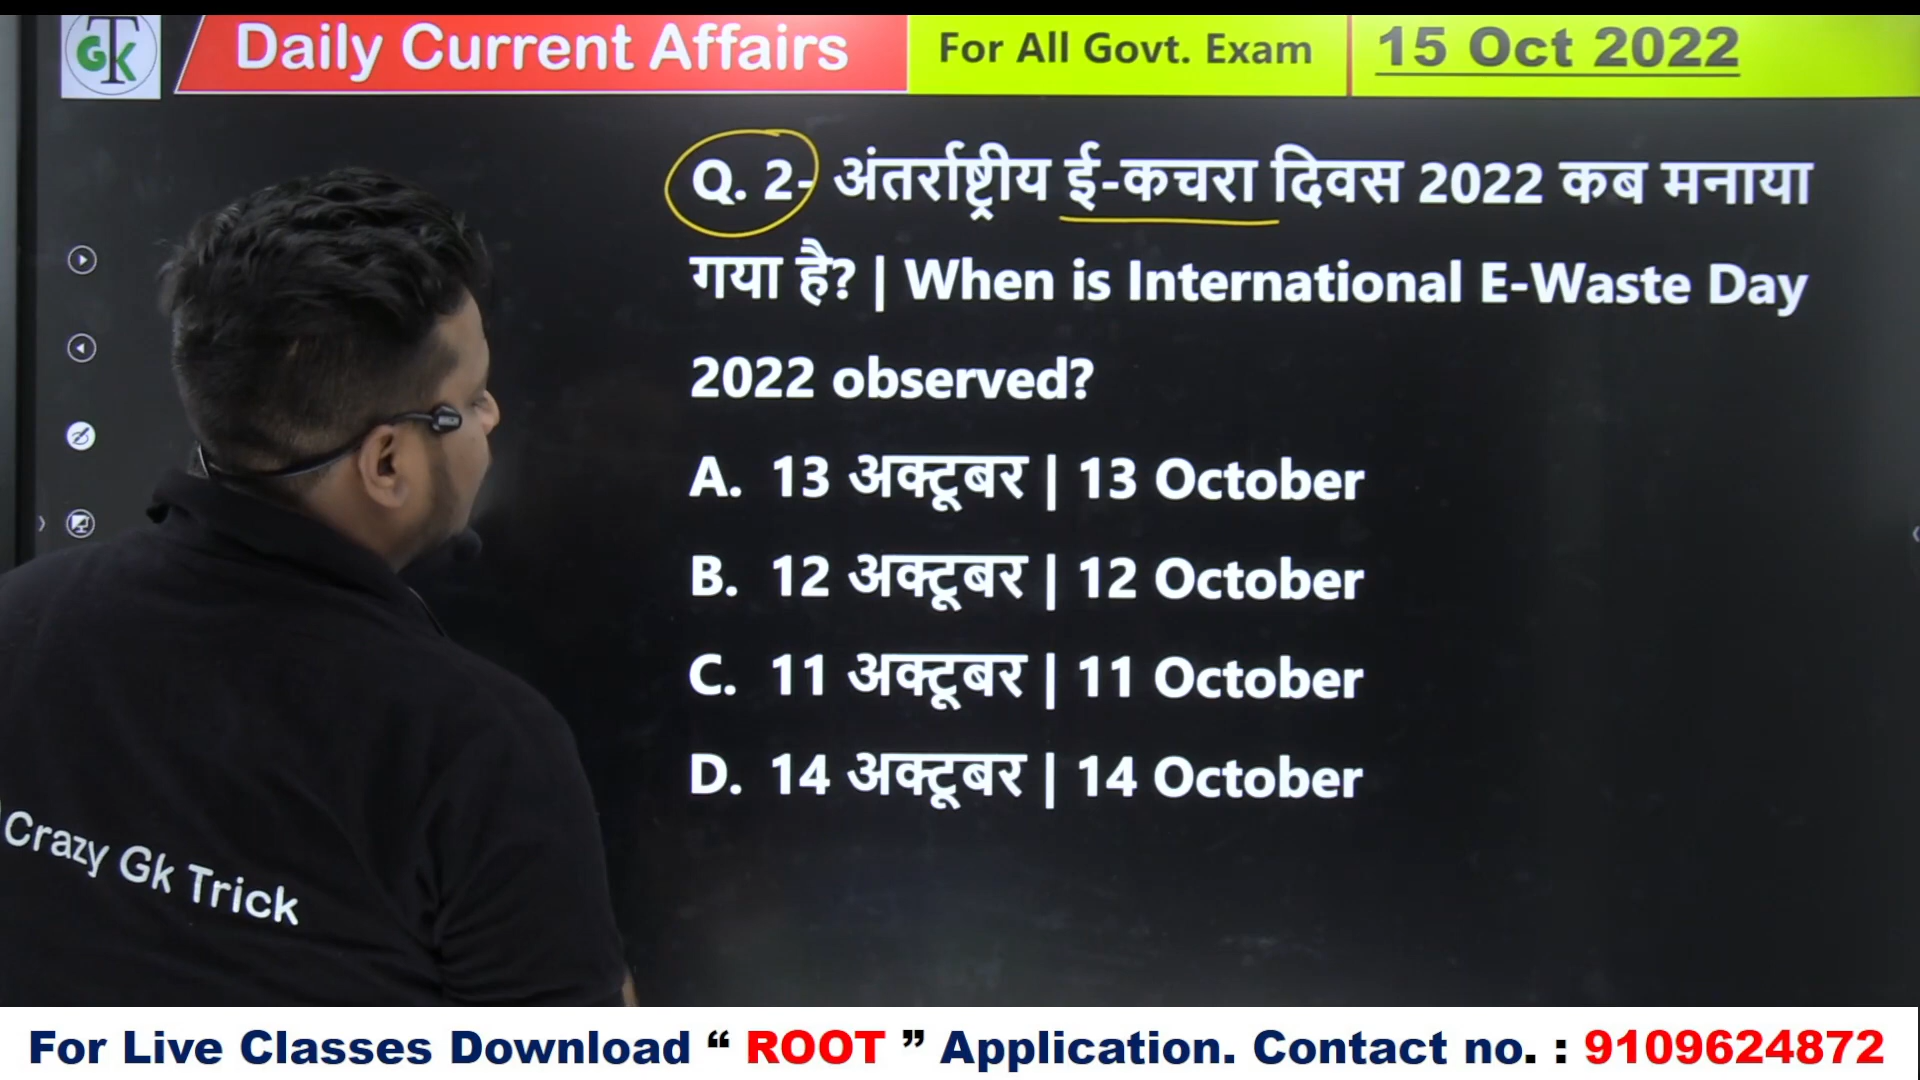 GTK
Daily Current Affairs
For All Govt. Exam
15 Oct 2022
Q. 2- अंतर्राष्ट्रीय ई-कचरा दिवस 2022 कब मनाया
गया है? | When is International E-Waste Day
2022 observed?
A. 13 अक्टूबर | 13 October
B. 12 अक्टूबर | 12 October
C. 11 अक्टूबर | 11 October
D. 14 अक्टूबर | 14 October
Crazy Gk Trick
For Live Classes Download “ ROOT ” Application. Contact no. : 9109624872